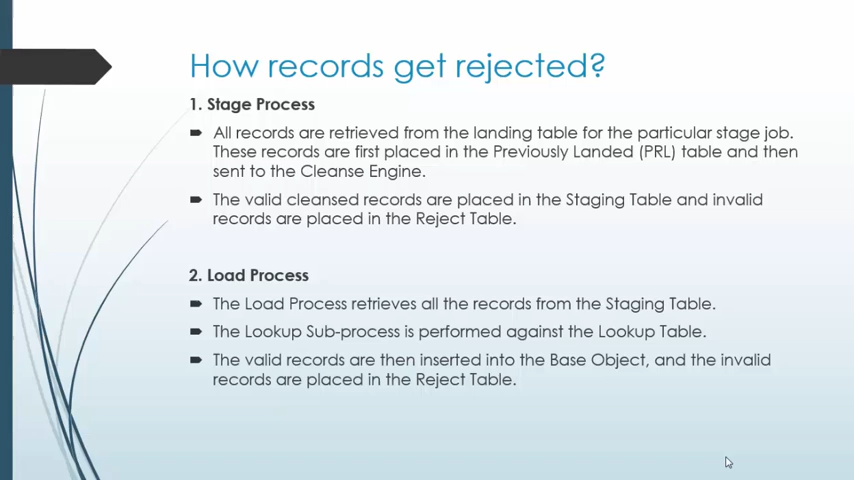 How records get rejected?
1. Stage Process
All records are retrieved from the landing table for the particular stage job.
These records are first placed in the Previously Landed (PRL) table and then
sent to the Cleanse Engine.
The valid cleansed records are placed in the Staging Table and invalid
records are placed in the Reject Table.
2. Load Process
The Load Process retrieves all the records from the Staging Table.
The Lookup Sub-process is performed against the Lookup Table.
The valid records are then inserted into the Base Object, and the invalid
records are placed in the Reject Table.